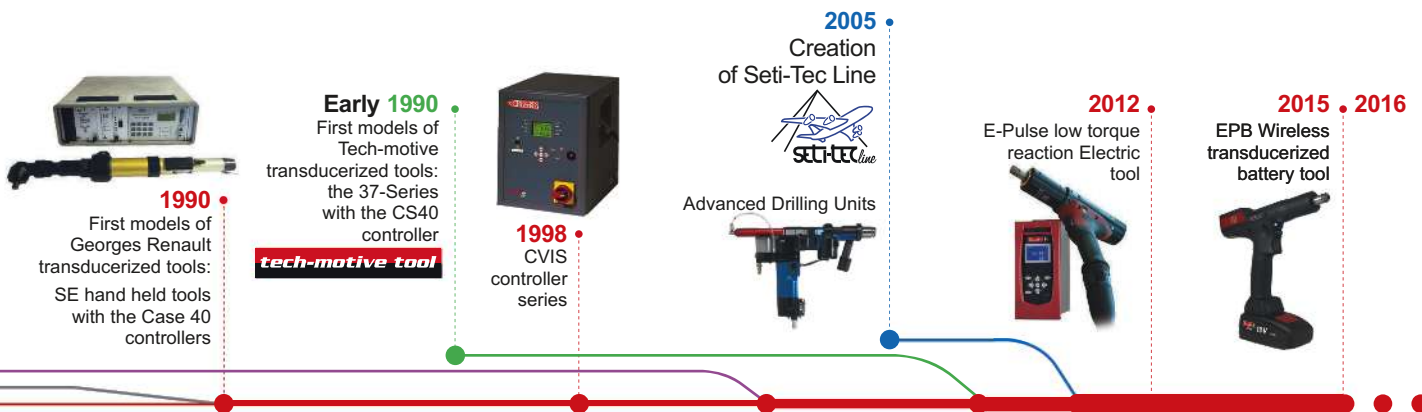 1990
First models of
Georges Renault
transducerized tools:
SE hand held tools
with the Case 40
controllers
Early 1990
First models of
Tech-motive
transducerized tools:
the 37-Series
with the CS40
controller
tech-motive tool
1998
CVIS
controller
series
2005
Creation
of Seti-Tec Line
SETI-TEC line
Advanced Drilling Units
2012
E-Pulse low torque
reaction Electric
tool
2015
EPB Wireless
transducerized
battery tool
2016